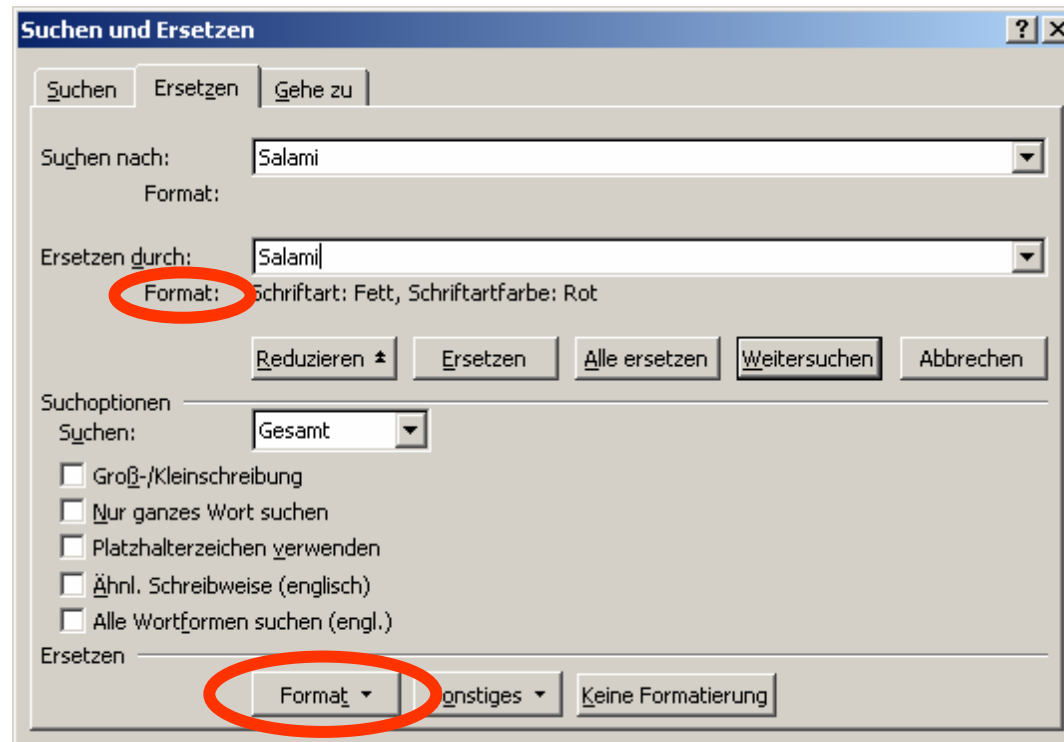 Suchen und Ersetzen
Suchen Ersetzen Gehe zu
Suchen nach: Salami
Format:
Ersetzen durch: Salami
Format: Schriftart: Fett, Schriftartfarbe: Rot
Reduzieren Ersetzen Alle ersetzen Weitersuchen Abbrechen
Suchoptionen
Suchen: Gesamt
Groß-/Kleinschreibung
Nur ganzes Wort suchen
Platzhalterzeichen verwenden
Ähnl. Schreibweise (englisch)
Alle Wortformen suchen (engl.)
Ersetzen
Format Sonstiges Keine Formatierung